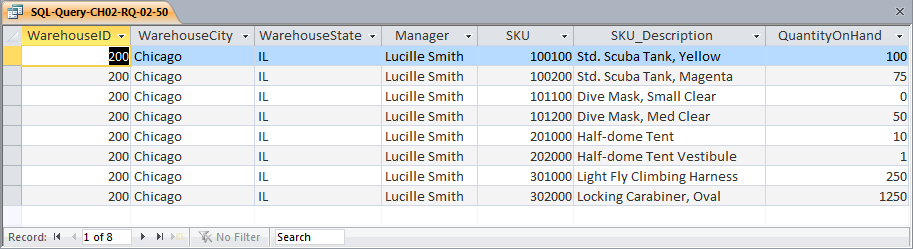 SQL-Query-CH02-RQ-02-50
WarehouseID WarehouseCity WarehouseState Manager SKU SKU_Description QuantityOnHand
200 Chicago IL Lucille Smith 100100 Std. Scuba Tank, Yellow 100
200 Chicago IL Lucille Smith 100200 Std. Scuba Tank, Magenta 75
200 Chicago IL Lucille Smith 101100 Dive Mask, Small Clear 0
200 Chicago IL Lucille Smith 101200 Dive Mask, Med Clear 50
200 Chicago IL Lucille Smith 201000 Half-dome Tent 10
200 Chicago IL Lucille Smith 202000 Half-dome Tent Vestibule 1
200 Chicago IL Lucille Smith 301000 Light Fly Climbing Harness 250
200 Chicago IL Lucille Smith 302000 Locking Carabiner, Oval 1250
Record: 1 of 8 No Filter Search